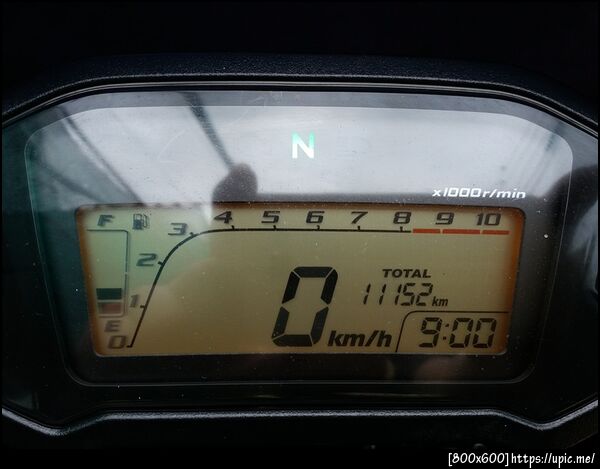 N
x1000r/min
F 3 4 5 6 7 8 9 10
2
1
E
0
TOTAL
11152 km
0 km/h
9:00
[800x600]https://upic.me/